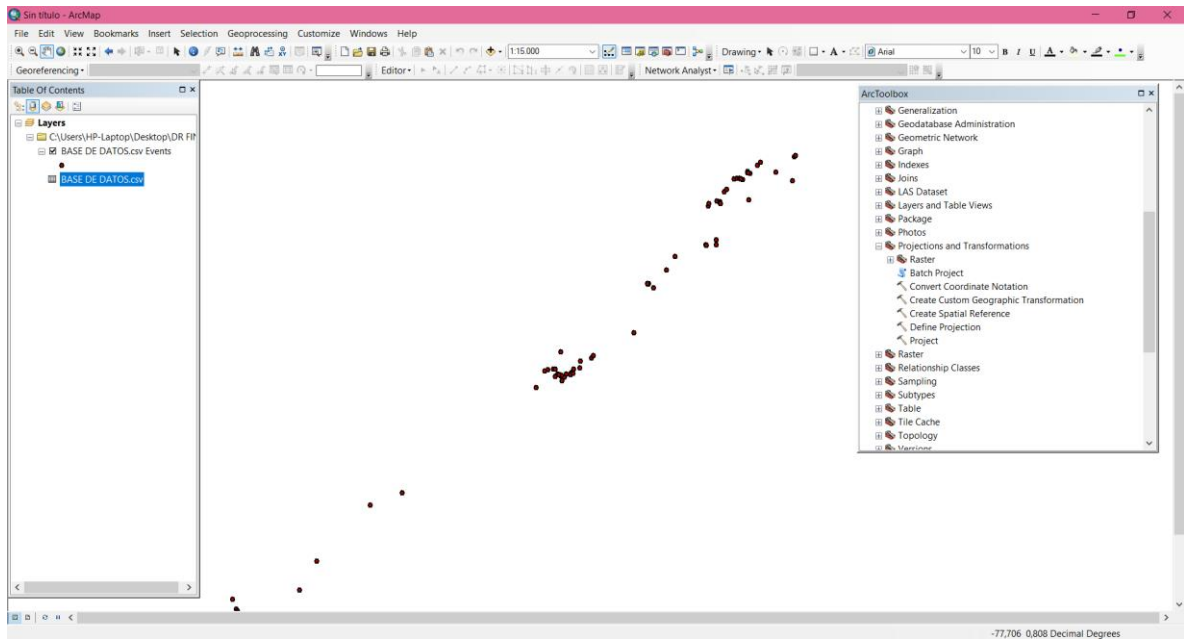 Sin título - ArcMap
File Edit View Bookmarks Insert Selection Geoprocessing Customize Windows Help
1:15.000 Drawing Arial 10 B I U A
Georeferencing Editor Network Analyst
Table Of Contents
Layers
C:\Users\HP-Laptop\Desktop\DR FIN
BASE DE DATOS.csv Events
BASE DE DATOS.csv
ArcToolbox
Generalization
Geodatabase Administration
Geometric Network
Graph
Indexes
Joins
LAS Dataset
Layers and Table Views
Package
Photos
Projections and Transformations
Raster
Batch Project
Convert Coordinate Notation
Create Custom Geographic Transformation
Create Spatial Reference
Define Projection
Project
Raster
Relationship Classes
Sampling
Subtypes
Table
Tile Cache
Topology
Versions
-77,706 0,808 Decimal Degrees